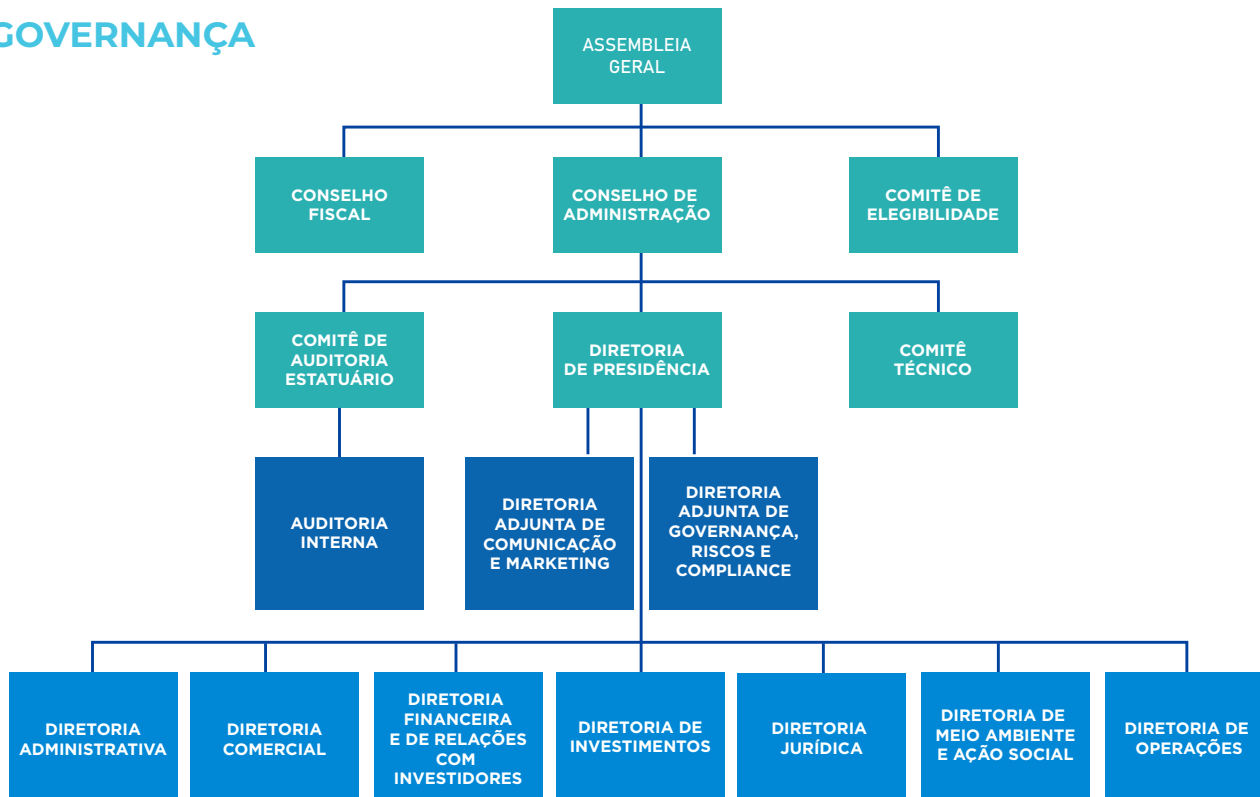 GOVERNANÇA
ASSEMBLEIA
GERAL
CONSELHO
FISCAL
CONSELHO DE
ADMINISTRAÇÃO
COMITÊ DE
ELEGIBILIDADE
COMITÊ DE
AUDITORIA
ESTATUÁRIO
DIRETORIA
DE PRESIDÊNCIA
COMITÊ
TÉCNICO
AUDITORIA
INTERNA
DIRETORIA
ADJUNTA DE
COMUNICAÇÃO
E MARKETING
DIRETORIA
ADJUNTA DE
GOVERNANÇA,
RISCOS E
COMPLIANCE
DIRETORIA
ADMINISTRATIVA
DIRETORIA
COMERCIAL
DIRETORIA
FINANCEIRA
E DE RELAÇÕES
COM
INVESTIDORES
DIRETORIA DE
INVESTIMENTOS
DIRETORIA
JURÍDICA
DIRETORIA DE
MEIO AMBIENTE
E AÇÃO SOCIAL
DIRETORIA DE
OPERAÇÕES